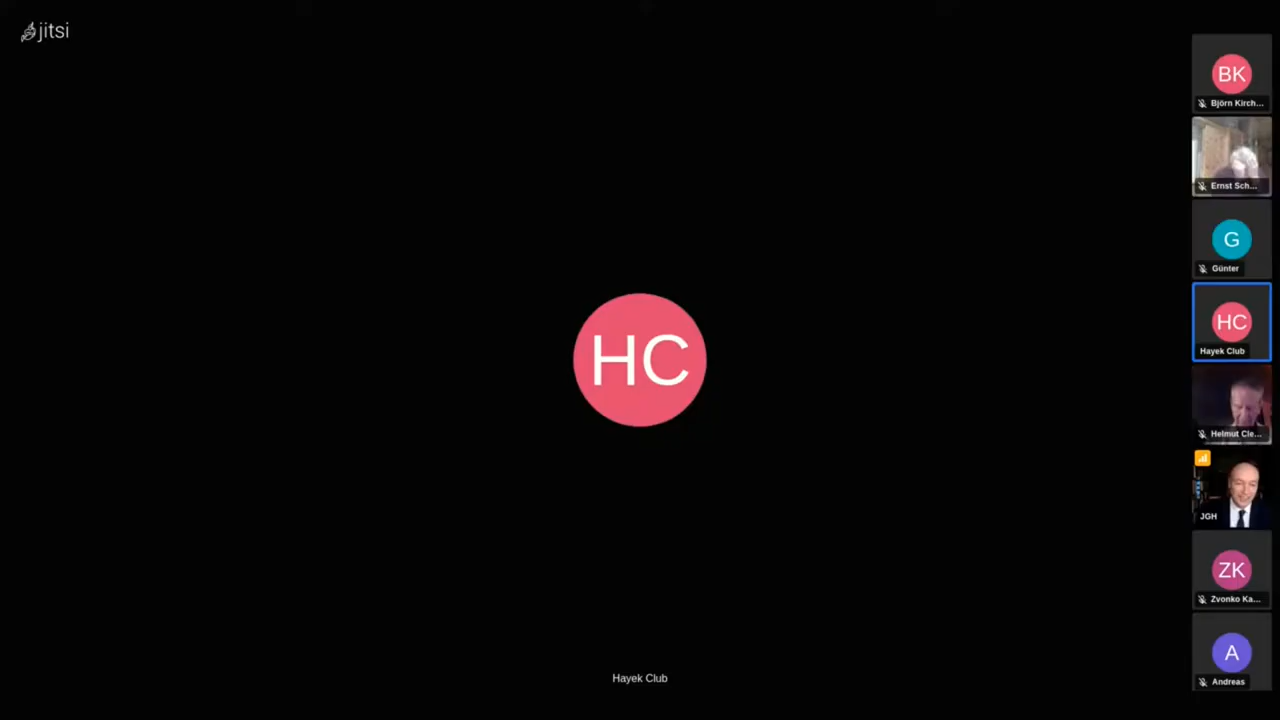 jitsi
BK
Björn Kirch...
Ernst Sch...
G
Günter
HC
HC
Hayek Club
Helmut Cle...
JGH
ZK
Zvonko Ka...
Hayek Club
A
Andreas